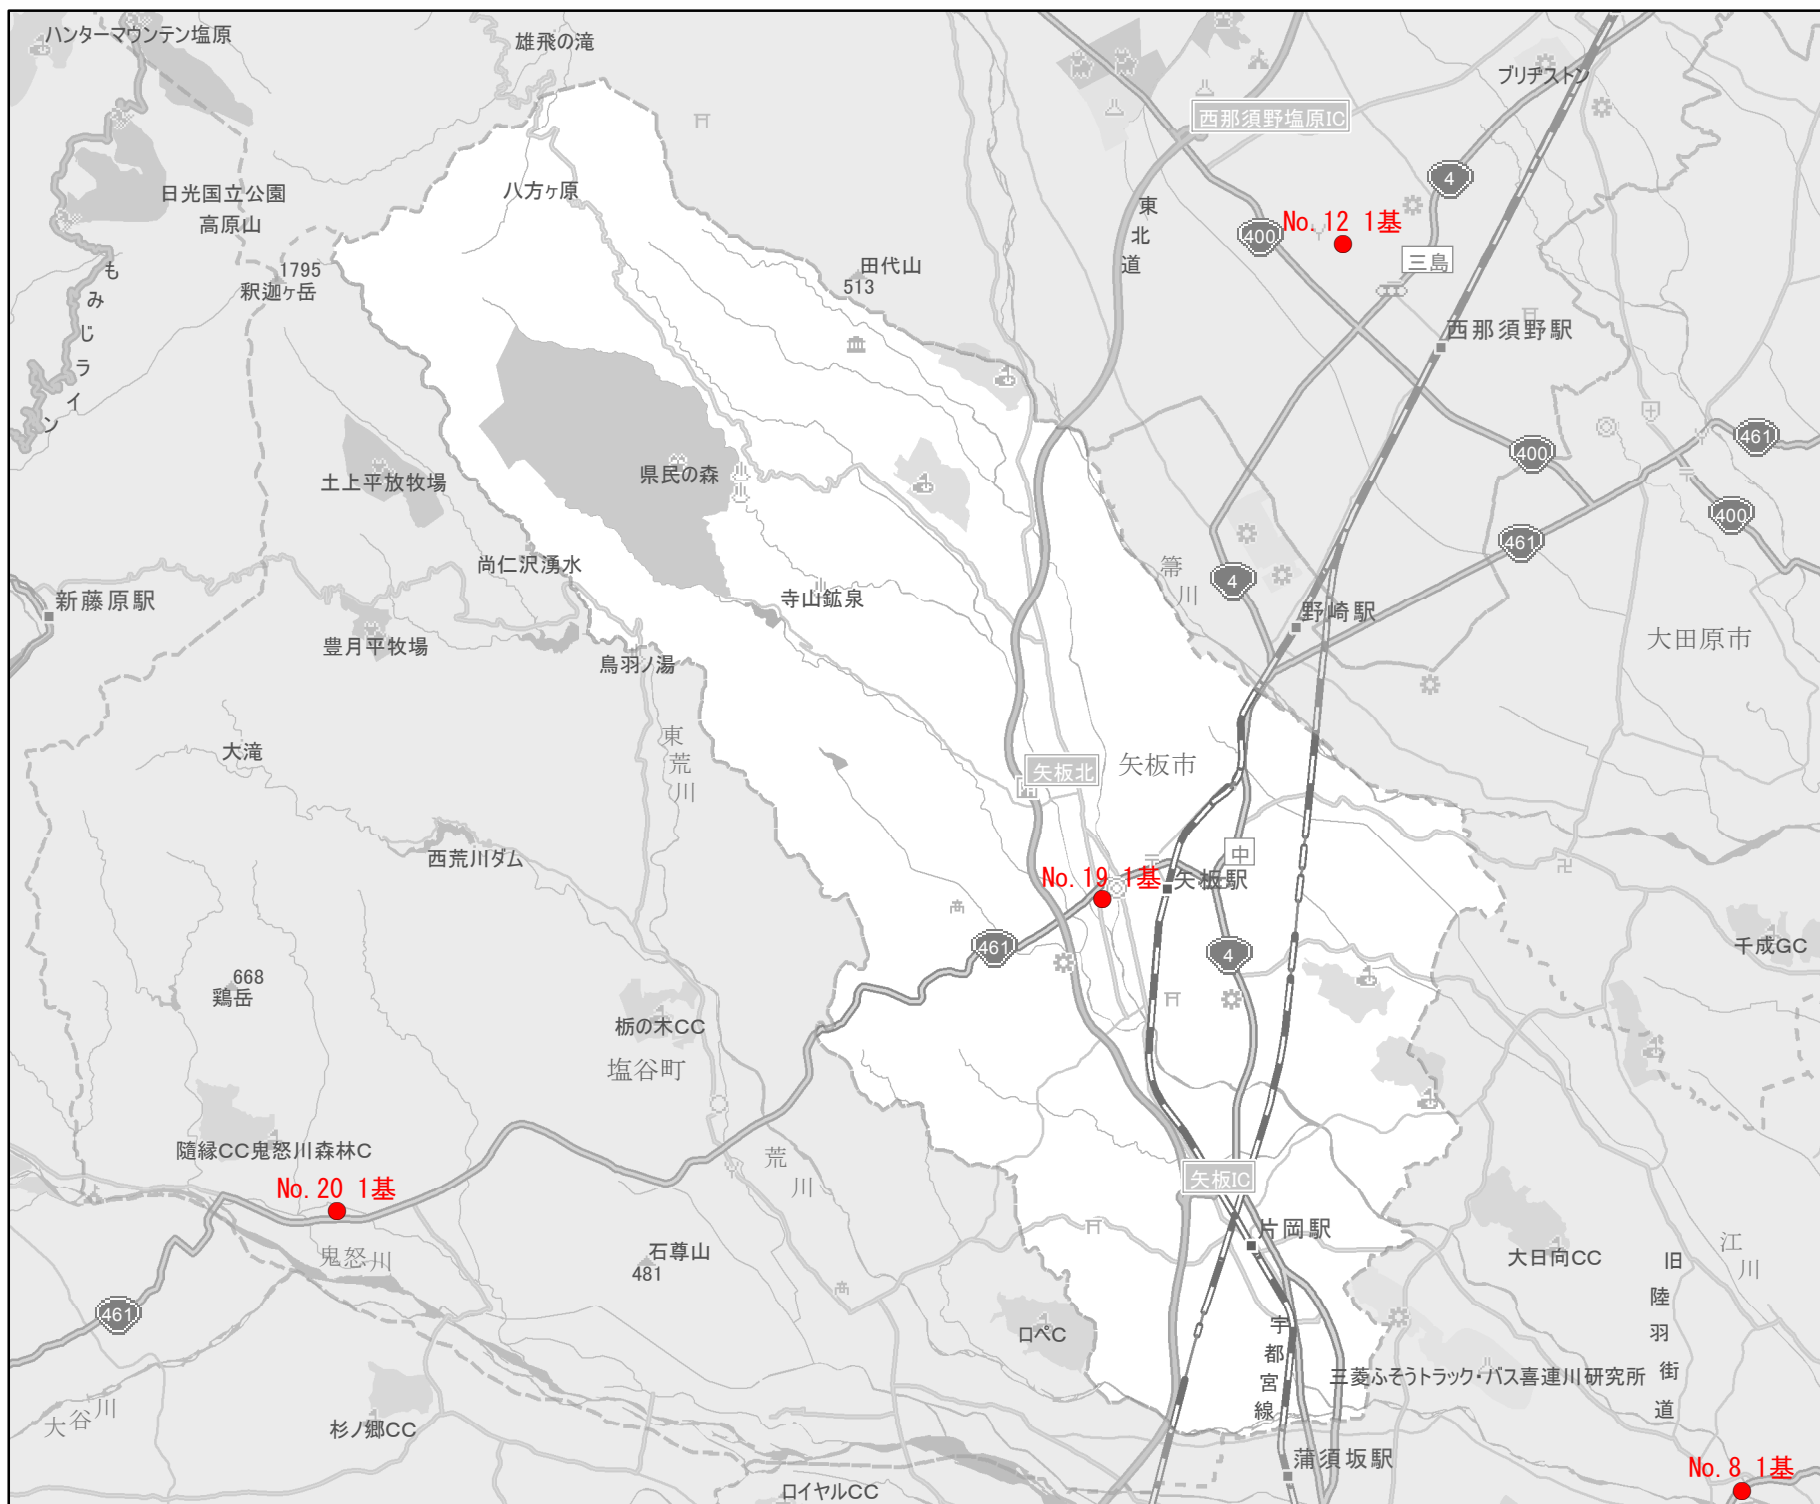 ハンターマウンテン塩原
雄飛の滝
ブリヂストン
西那須野塩原IC
八方ヶ原
日光国立公園
高原山
4
東北道
400
No.12 1基
三島
1795
釈迦ヶ岳
田代山
513
もみじライン
西那須野駅
461
400
県民の森
土上平放牧場
400
461
尚仁沢湧水
箒川
4
新藤原駅
寺山鉱泉
野崎駅
豊月平牧場
鳥羽ノ湯
大田原市
大滝
東荒川
矢板北
矢板市
西荒川ダム
中
No.19 1基
矢板駅
461
4
千成GC
668
鶏岳
栃の木CC
塩谷町
随縁CC鬼怒川森林C
荒川
矢板IC
No.20 1基
片岡駅
鬼怒川
石尊山
481
大日向CC
江川
旧陸羽街道
461
ロペC
宇都宮線
三菱ふそうトラック・バス喜連川研究所
大谷川
杉ノ郷CC
蒲須坂駅
No.8 1基
ロイヤルCC